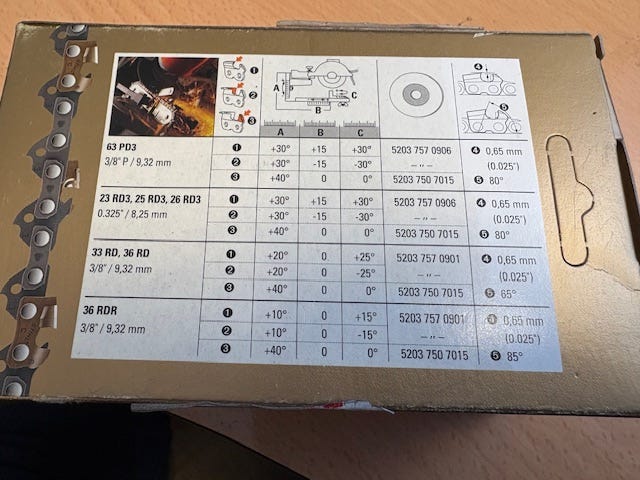 ❶
❷
❸
A
B
C
❹
❺
A B C
63 PD3
3/8" P / 9,32 mm
❶ +30° +15 +30° 5203 757 0906 ❹ 0,65 mm
❷ +30° -15 -30° – „ – (0.025")
❸ +40° 0 0° 5203 750 7015 ❺ 80°
23 RD3, 25 RD3, 26 RD3
0.325" / 8,25 mm
❶ +30° +15 +30° 5203 757 0906 ❹ 0,65 mm
❷ +30° -15 -30° – „ – (0.025")
❸ +40° 0 0° 5203 750 7015 ❺ 80°
33 RD, 36 RD
3/8" / 9,32 mm
❶ +20° 0 +25° 5203 757 0901 ❹ 0,65 mm
❷ +20° 0 -25° – „ – (0.025")
❸ +40° 0 0° 5203 750 7015 ❺ 65°
36 RDR
3/8" / 9,32 mm
❶ +10° 0 +15° 5203 757 0901 ❹ 0,65 mm
❷ +10° 0 -15° – „ – (0.025")
❸ +40° 0 0° 5203 750 7015 ❺ 85°